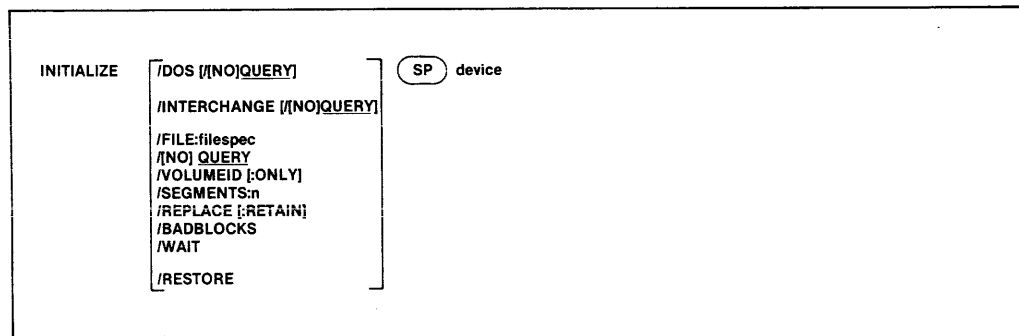 INITIALIZE /DOS [/[NO]QUERY] SP device
/INTERCHANGE [/[NO]QUERY]
/FILE:filespec
/[NO] QUERY
/VOLUMEID [:ONLY]
/SEGMENTS:n
/REPLACE [:RETAIN]
/BADBLOCKS
/WAIT
/RESTORE